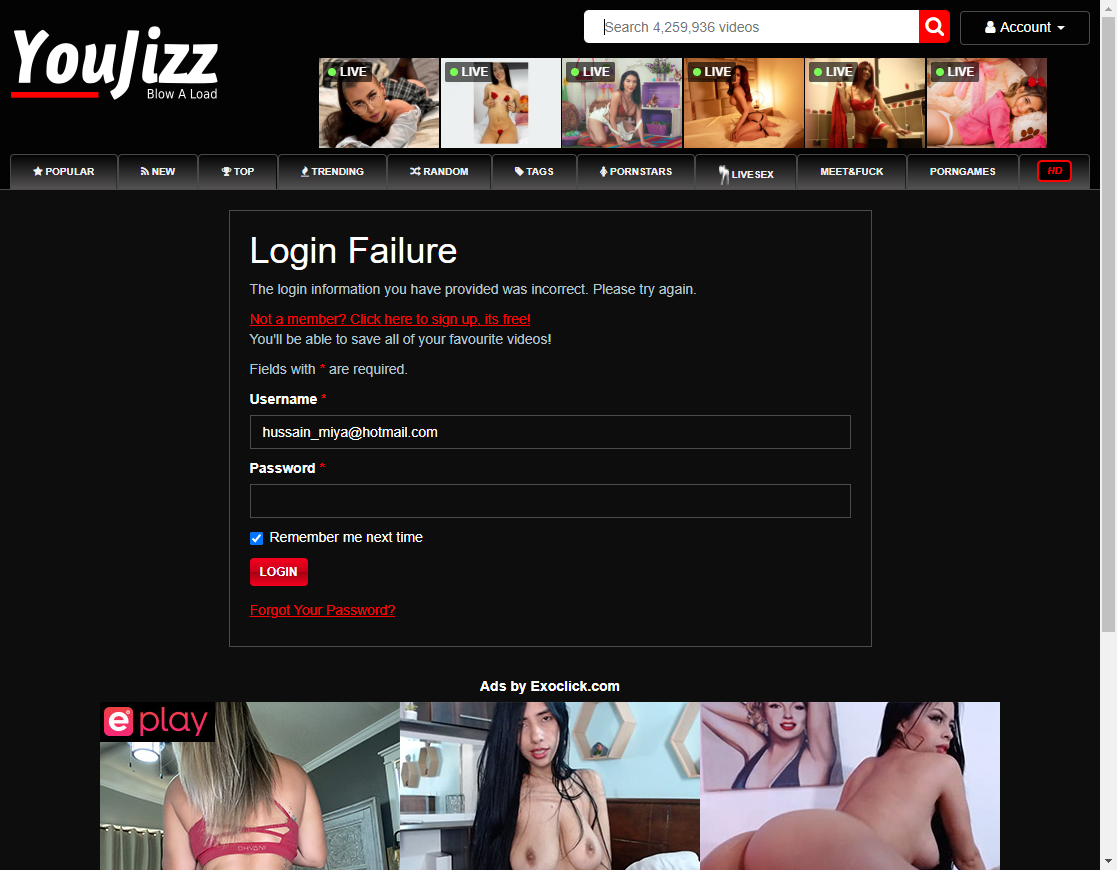 YouJizz
Blow A Load
Search 4,259,936 videos
Account
LIVE
LIVE
LIVE
LIVE
LIVE
LIVE
POPULAR
NEW
TOP
TRENDING
RANDOM
TAGS
PORNSTARS
LIVE SEX
MEET&FUCK
PORNGAMES
HD
Login Failure
The login information you have provided was incorrect. Please try again.
Not a member? Click here to sign up, its free!
You'll be able to save all of your favourite videos!
Fields with * are required.
Username *
hussain_miya@hotmail.com
Password *
Remember me next time
LOGIN
Forgot Your Password?
Ads by Exoclick.com
e play